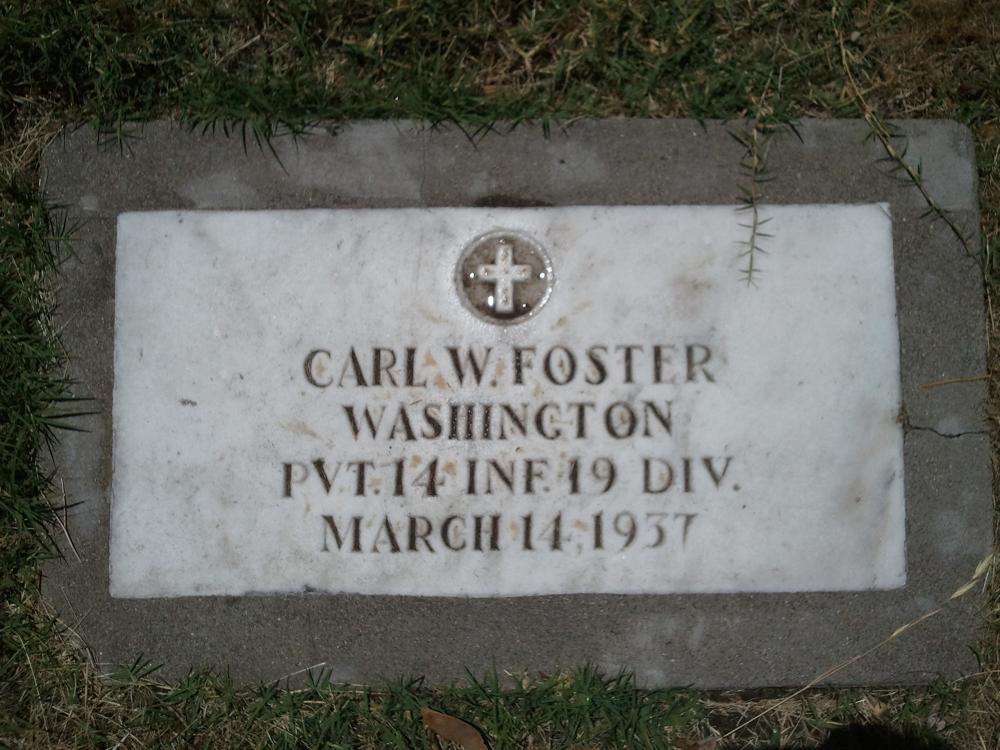 CARL W. FOSTER
WASHINGTON
PVT. 14 INF. 19 DIV.
MARCH 14, 1937